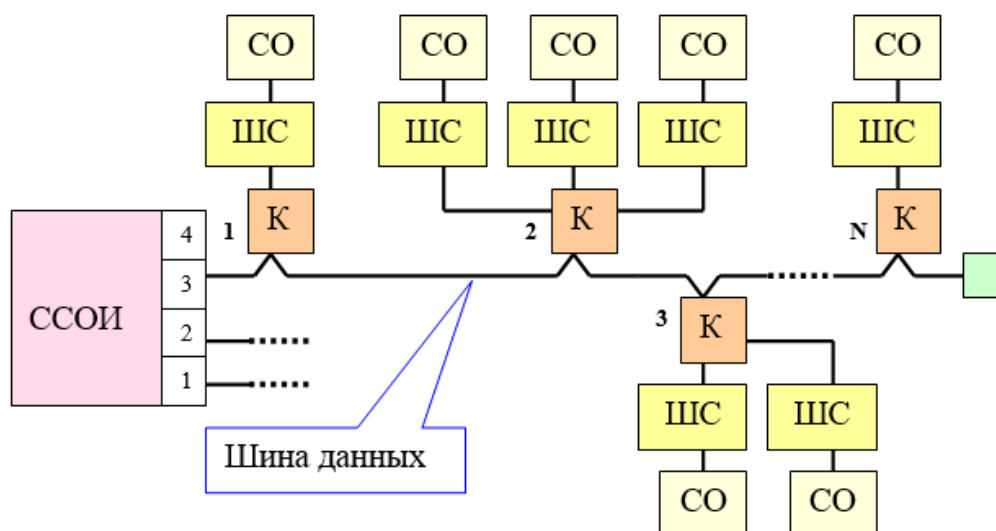 СО СО СО СО СО
ШС ШС ШС ШС ШС
1 К 2 К N К
ССОИ
4
3
2
1
3 К
Шина данных
ШС ШС
СО СО